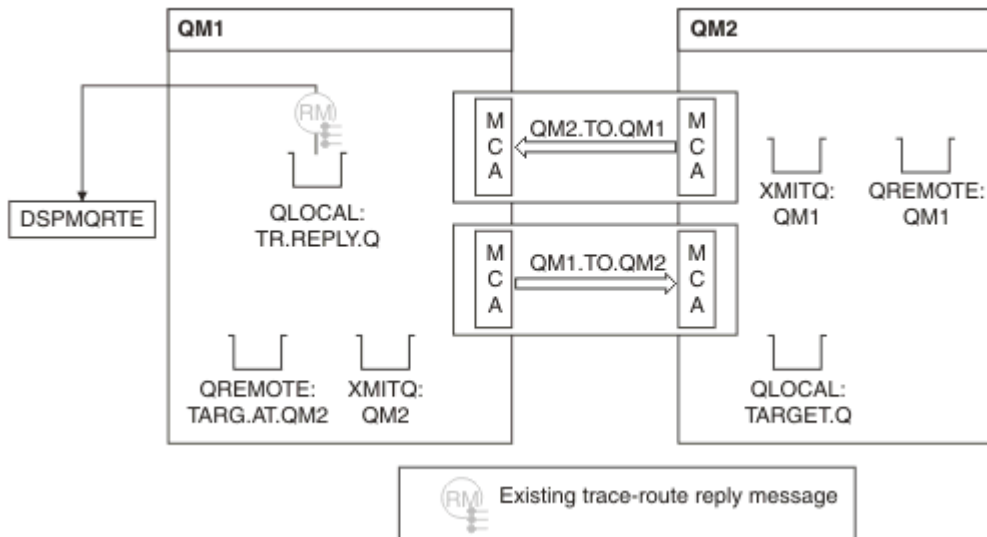 QM1
QM2
RM
M
C
A
QM2.TO.QM1
M
C
A
XMITQ:
QM1
QREMOTE:
QM1
DSPMQRTE
QLOCAL:
TR.REPLY.Q
M
C
A
QM1.TO.QM2
M
C
A
QREMOTE:
TARG.AT.QM2
XMITQ:
QM2
QLOCAL:
TARGET.Q
RM
Existing trace-route reply message